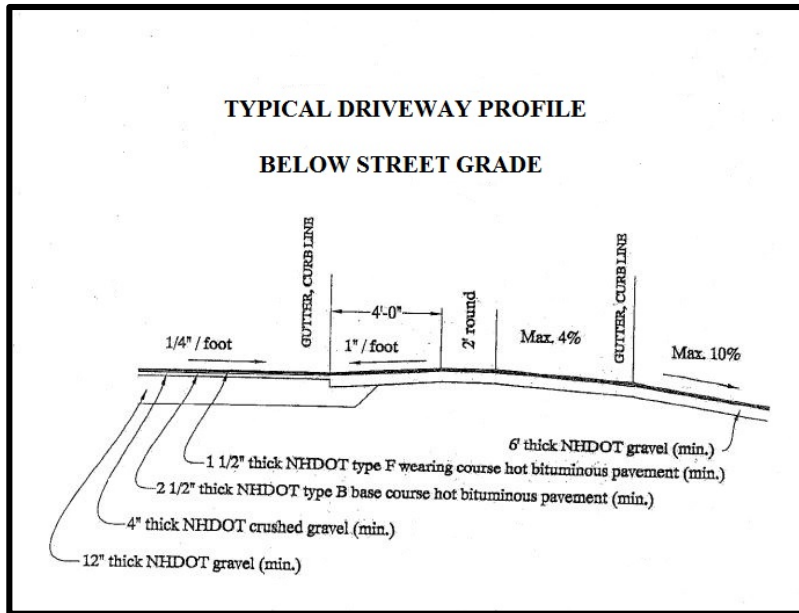 TYPICAL DRIVEWAY PROFILE
BELOW STREET GRADE
GUTTER, CURB LINE
4'-0"
2' round
GUTTER, CURB LINE
1/4" / foot
1" / foot
Max. 4%
Max. 10%
6' thick NHDOT gravel (min.)
1 1/2" thick NHDOT type F wearing course hot bituminous pavement (min.)
2 1/2" thick NHDOT type B base course hot bituminous pavement (min.)
4" thick NHDOT crushed gravel (min.)
12" thick NHDOT gravel (min.)